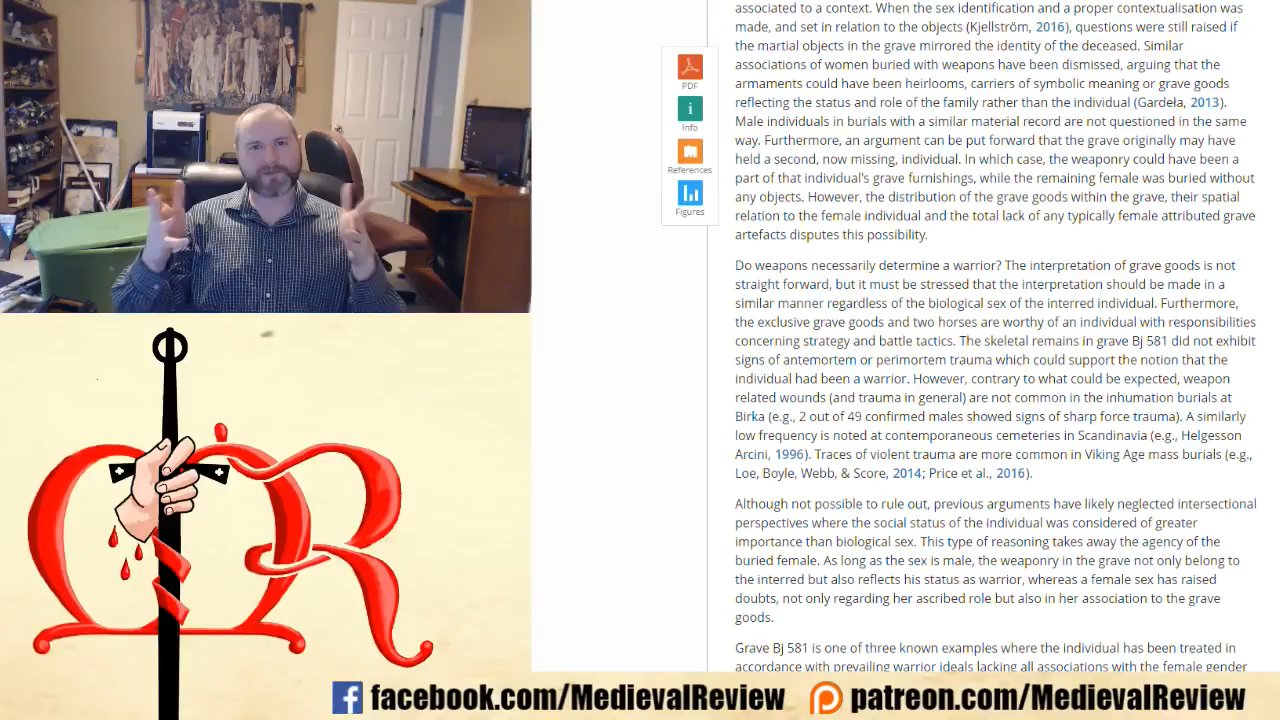 associated to a context. When the sex identification and a proper contextualisation was
made, and set in relation to the objects (Kjellström, 2016), questions were still raised if
the martial objects in the grave mirrored the identity of the deceased. Similar
associations of women buried with weapons have been dismissed, arguing that the
armaments could have been heirlooms, carriers of symbolic meaning or grave goods
reflecting the status and role of the family rather than the individual (Gardeła, 2013).
Male individuals in burials with a similar material record are not questioned in the same
way. Furthermore, an argument can be put forward that the grave originally may have
held a second, now missing, individual. In which case, the weaponry could have been a
part of that individual's grave furnishings, while the remaining female was buried without
any objects. However, the distribution of the grave goods within the grave, their spatial
relation to the female individual and the total lack of any typically female attributed grave
artefacts disputes this possibility.
Do weapons necessarily determine a warrior? The interpretation of grave goods is not
straight forward, but it must be stressed that the interpretation should be made in a
similar manner regardless of the biological sex of the interred individual. Furthermore,
the exclusive grave goods and two horses are worthy of an individual with responsibilities
concerning strategy and battle tactics. The skeletal remains in grave Bj 581 did not exhibit
signs of antemortem or perimortem trauma which could support the notion that the
individual had been a warrior. However, contrary to what could be expected, weapon
related wounds (and trauma in general) are not common in the inhumation burials at
Birka (e.g., 2 out of 49 confirmed males showed signs of sharp force trauma). A similarly
low frequency is noted at contemporaneous cemeteries in Scandinavia (e.g., Helgesson
Arcini, 1996). Traces of violent trauma are more common in Viking Age mass burials (e.g.,
Loe, Boyle, Webb, & Score, 2014; Price et al., 2016).
Although not possible to rule out, previous arguments have likely neglected intersectional
perspectives where the social status of the individual was considered of greater
importance than biological sex. This type of reasoning takes away the agency of the
buried female. As long as the sex is male, the weaponry in the grave not only belong to
the interred but also reflects his status as warrior, whereas a female sex has raised
doubts, not only regarding her ascribed role but also in her association to the grave
goods.
Grave Bj 581 is one of three known examples where the individual has been treated in
accordance with prevailing warrior ideals lacking all associations with the female gender
PDF
i
Info
References
Figures
MR
facebook.com/MedievalReview
patreon.com/MedievalReview